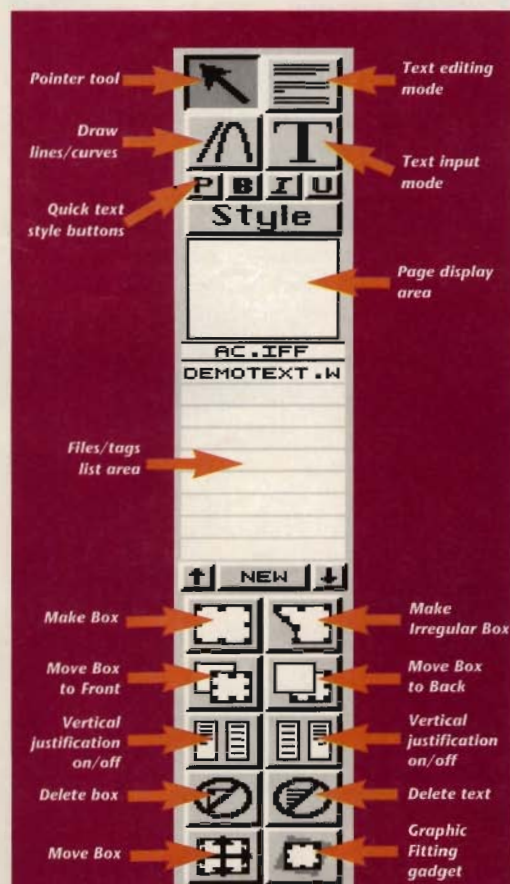 Pointer tool
Text editing
mode
Draw
lines/curves
T
Text input
mode
P B I U
Quick text
style buttons
Style
Page display
area
AC.IFF
DEMOTEXT.W
Files/tags
list area
NEW
Make Box
Make
Irregular Box
Move Box
to Front
Move Box
to Back
Vertical
justification
on/off
Vertical
justification
on/off
Delete box
Delete text
Move Box
Graphic
Fitting
gadget